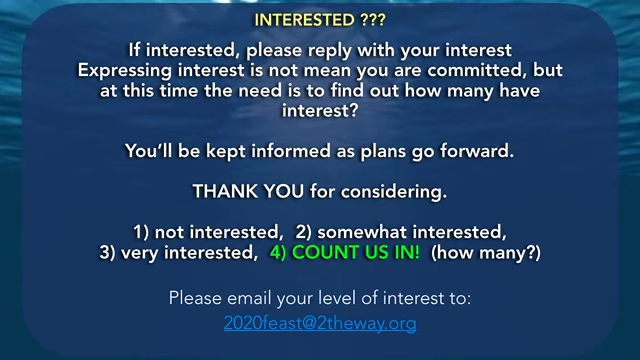 INTERESTED ???
If interested, please reply with your interest
Expressing interest is not mean you are committed, but
at this time the need is to find out how many have
interest?
You'll be kept informed as plans go forward.
THANK YOU for considering.
1) not interested,  2) somewhat interested,
3) very interested,  4) COUNT US IN!  (how many?)
Please email your level of interest to:
2020feast@2theway.org